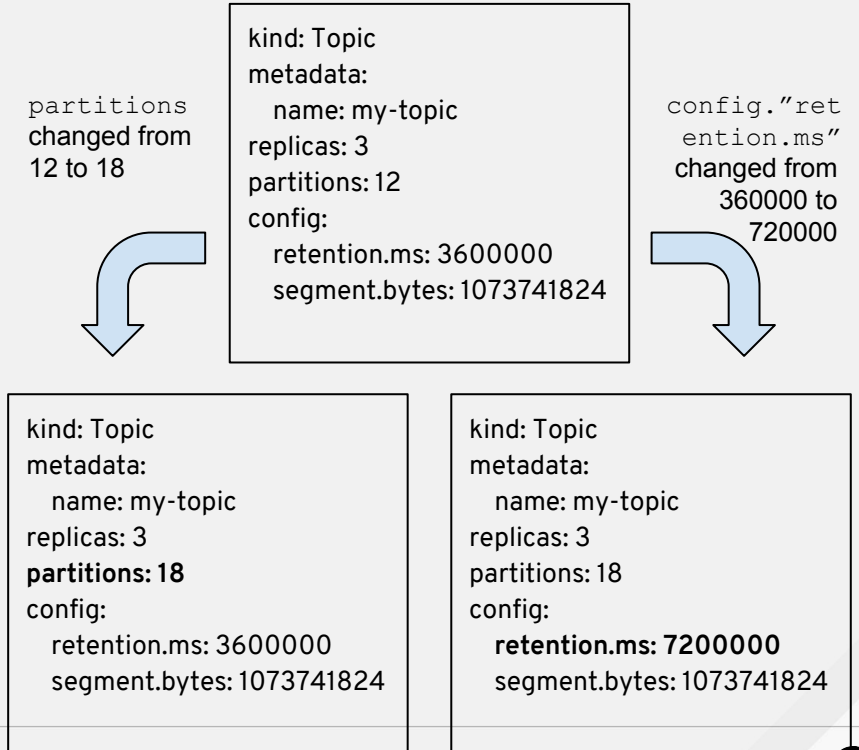 kind: Topic
metadata:
name: my-topic
replicas: 3
partitions: 12
config:
retention.ms: 3600000
segment.bytes: 1073741824
partitions
changed from
12 to 18
config.”ret
ention.ms”
changed from
360000 to
720000
kind: Topic
metadata:
name: my-topic
replicas: 3
partitions: 18
config:
retention.ms: 3600000
segment.bytes: 1073741824
kind: Topic
metadata:
name: my-topic
replicas: 3
partitions: 18
config:
retention.ms: 7200000
segment.bytes: 1073741824